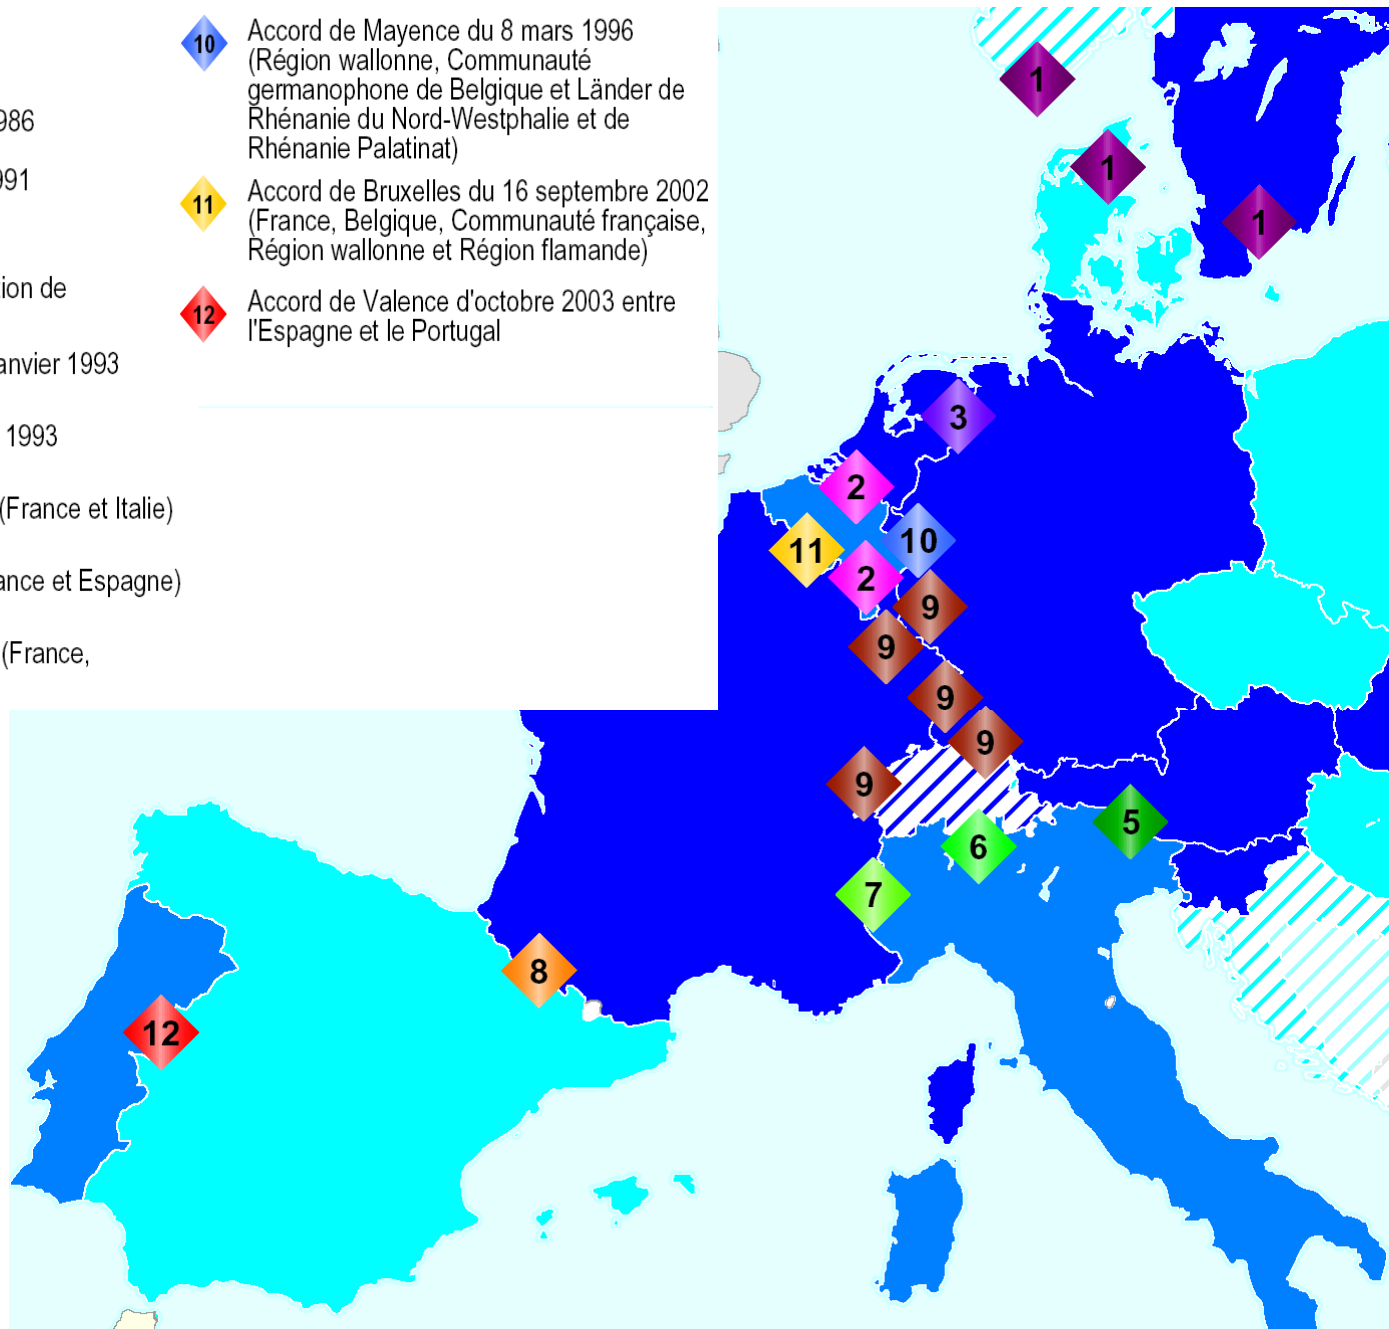 10 Accord de Mayence du 8 mars 1996
(Région wallonne, Communauté
germanophone de Belgique et Länder de
Rhénanie du Nord-Westphalie et de
Rhénanie Palatinat)
11 Accord de Bruxelles du 16 septembre 2002
(France, Belgique, Communauté française,
Région wallonne et Région flamande)
12 Accord de Valence d'octobre 2003 entre
l'Espagne et le Portugal
986
991
tion de
anvier 1993
1993
(France et Italie)
ance et Espagne)
(France,
1
1
1
3
2
10
11
2
9
9
9
9
9
5
6
7
8
12